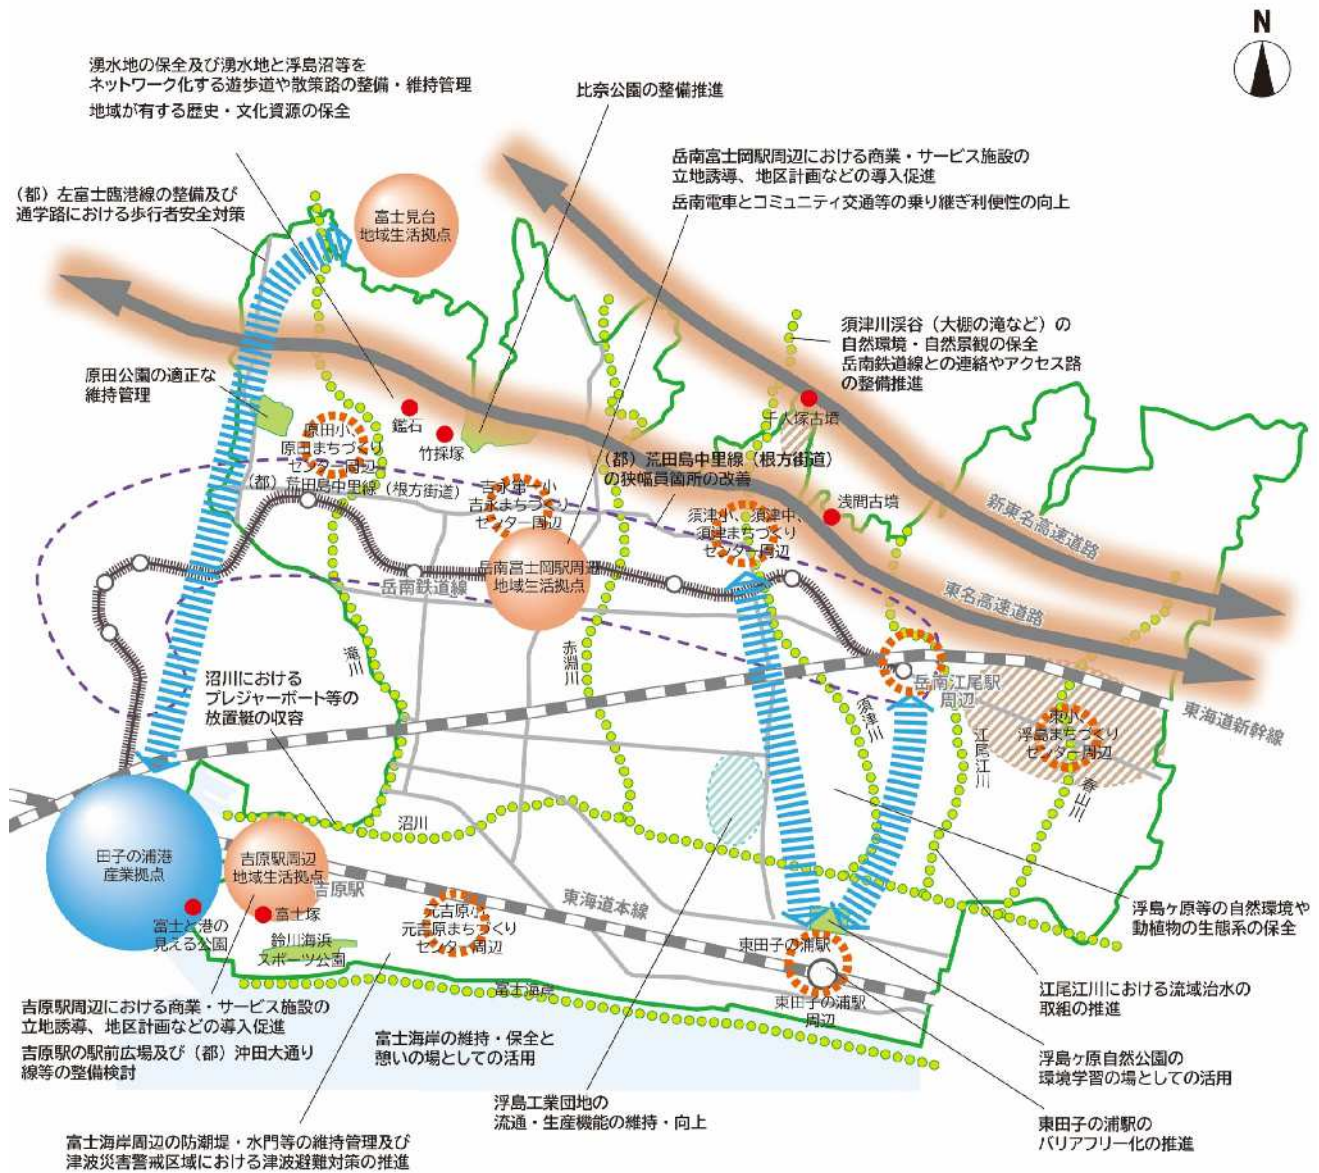 N
湧水地の保全及び湧水地と浮島沼等を
ネットワーク化する遊歩道や散策路の整備・維持管理
地域が有する歴史・文化資源の保全
比奈公園の整備推進
岳南富士岡駅周辺における商業・サービス施設の
立地誘導、地区計画などの導入促進
岳南電車とコミュニティ交通等の乗り継ぎ利便性の向上
（都）左富士臨港線の整備及び
通学路における歩行者安全対策
富士見台
地域生活拠点
須津川渓谷（大棚の滝など）の
自然環境・自然景観の保全
岳南鉄道線との連絡やアクセス路
の整備推進
原田公園の適正な
維持管理
原田小、
原田まちづくり
センター周辺
鑑石
竹採塚
千人塚古墳
（都）荒田島中里線（根方街道）
の狭幅員箇所の改善
（都）荒田島中里線（根方街道）
吉永第一小
吉永まちづくり
センター周辺
須津小、須津中、
須津まちづくり
センター周辺
浅間古墳
新東名高速道路
東名高速道路
岳南富士岡駅周辺
地域生活拠点
岳南鉄道線
滝川
赤淵川
須津川
江尾江川
春山川
岳南江尾駅
周辺
東海道新幹線
東小、
浮島まちづくり
センター周辺
沼川における
プレジャーボート等の
放置艇の収容
沼川
田子の浦港
産業拠点
吉原駅周辺
地域生活拠点
吉原駅
富士塚
富士と港の
見える公園
鈴川海浜
スポーツ公園
元吉原小
元吉原まちづくり
センター周辺
東海道本線
東田子の浦駅
東田子の浦駅
周辺
富士海岸
浮島ヶ原等の自然環境や
動植物の生態系の保全
江尾江川における流域治水の
取組の推進
浮島ヶ原自然公園の
環境学習の場としての活用
東田子の浦駅の
バリアフリー化の推進
吉原駅周辺における商業・サービス施設の
立地誘導、地区計画などの導入促進
吉原駅の駅前広場及び（都）沖田大通り
線等の整備検討
富士海岸の維持・保全と
憩いの場としての活用
浮島工業団地の
流通・生産機能の維持・向上
富士海岸周辺の防潮堤・水門等の維持管理及び
津波災害警戒区域における津波避難対策の推進